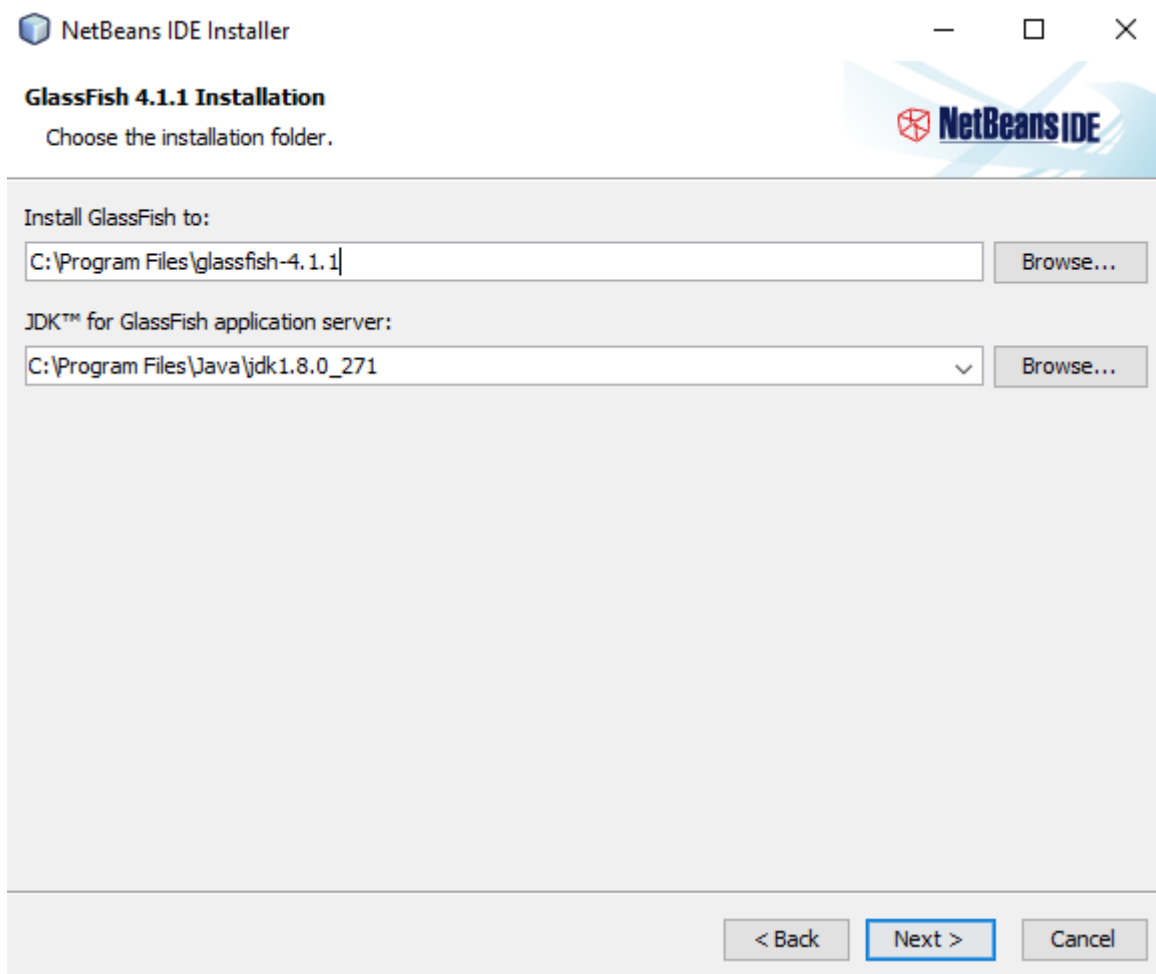 NetBeans IDE Installer
GlassFish 4.1.1 Installation
Choose the installation folder.
NetBeans IDE
Install GlassFish to:
C:\Program Files\glassfish-4.1.1
Browse...
JDK™ for GlassFish application server:
C:\Program Files\Java\jdk1.8.0_271
Browse...
< Back
Next >
Cancel